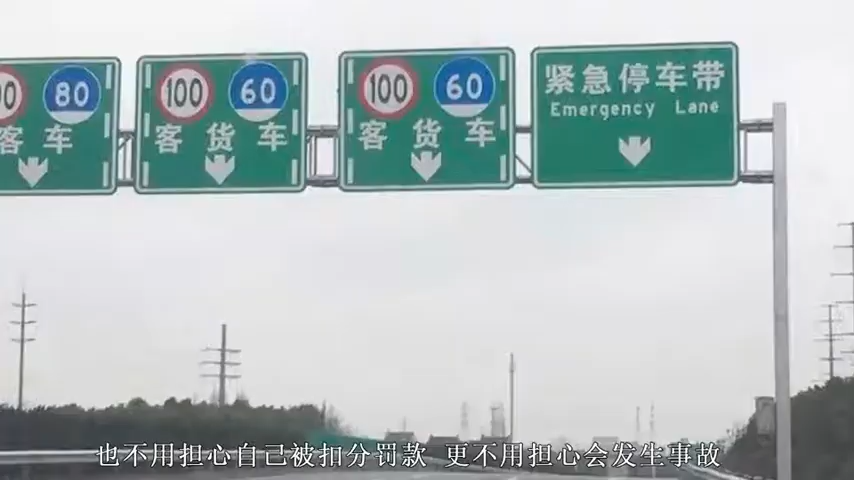 80
客车
100 60
客货车
100 60
客货车
紧急停车带
Emergency Lane
也不用担心自己被扣分罚款 更不用担心会发生事故